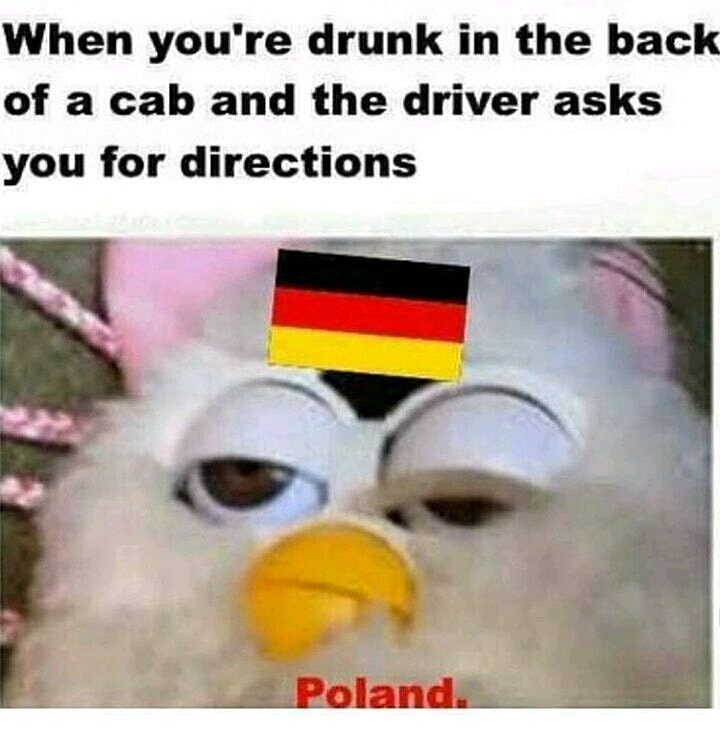 When you're drunk in the back
of a cab and the driver asks
you for directions
Poland.